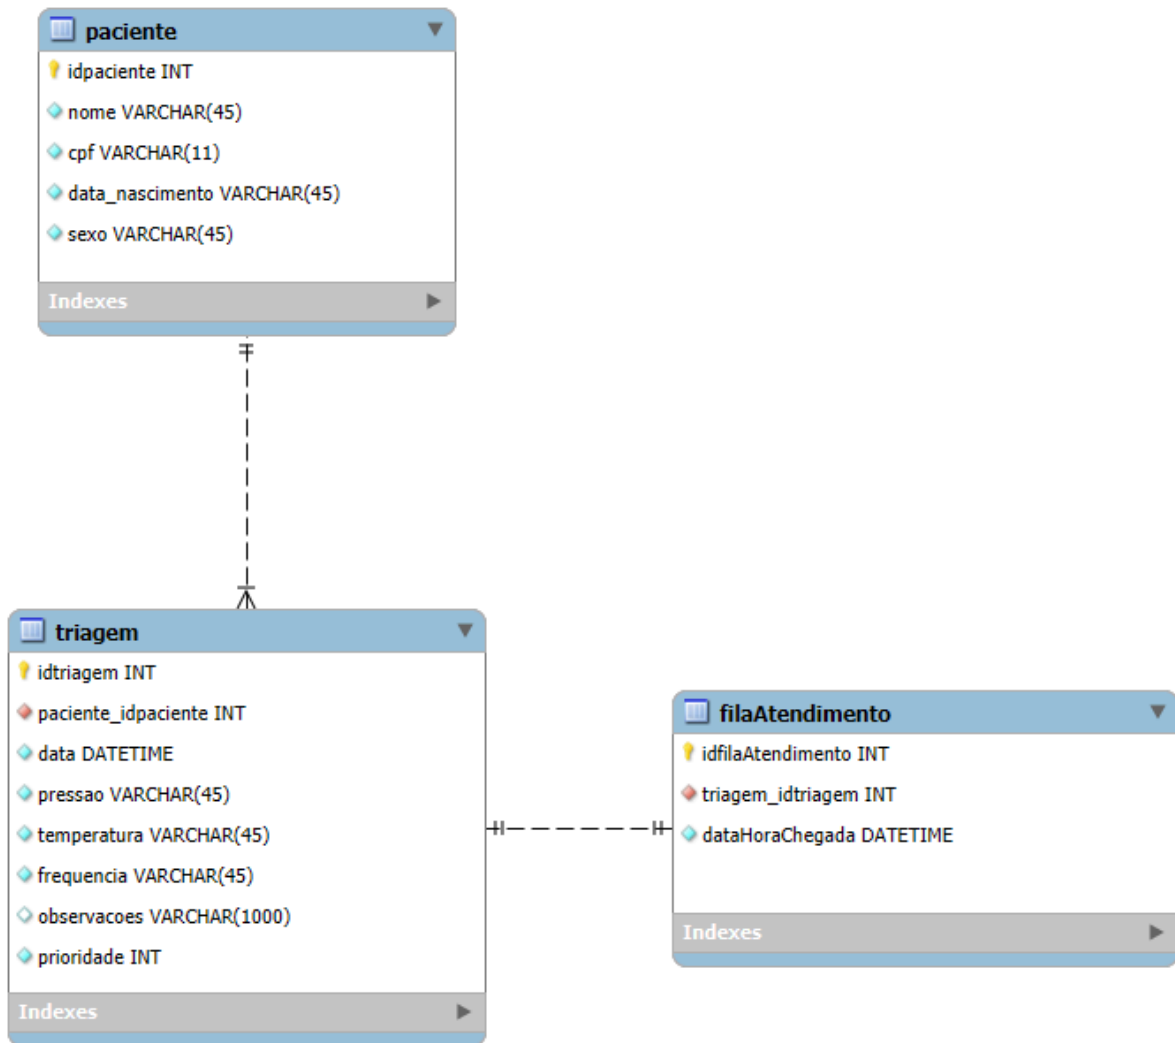 paciente
idpaciente INT
nome VARCHAR(45)
cpf VARCHAR(11)
data_nascimento VARCHAR(45)
sexo VARCHAR(45)
Indexes
triagem
idtriagem INT
paciente_idpaciente INT
data DATETIME
pressao VARCHAR(45)
temperatura VARCHAR(45)
frequencia VARCHAR(45)
observacoes VARCHAR(1000)
prioridade INT
Indexes
filaAtendimento
idfilaAtendimento INT
triagem_idtriagem INT
dataHoraChegada DATETIME
Indexes